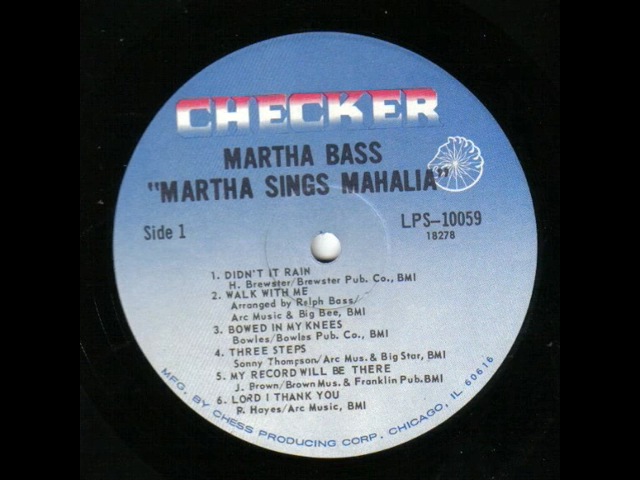 CHECKER
MARTHA BASS
"MARTHA SINGS MAHALIA"
Side 1
LPS-10059
18278
1. DIDN'T IT RAIN
H. Brewster/Brewster Pub. Co., BMI
2. WALK WITH ME
Arranged by Ralph Bass/
Arc Music & Big Bee, BMI
3. BOWED IN MY KNEES
Bowles/Bowles Pub. Co., BMI
4. THREE STEPS
Sonny Thompson/Arc Mus. & Big Star, BMI
5. MY RECORD WILL BE THERE
J. Brown/Brown Mus. & Franklin Pub. BMI
6. LORD I THANK YOU
R. Hayes/Arc Music, BMI
MFG. BY CHESS PRODUCING CORP. CHICAGO, IL 60616